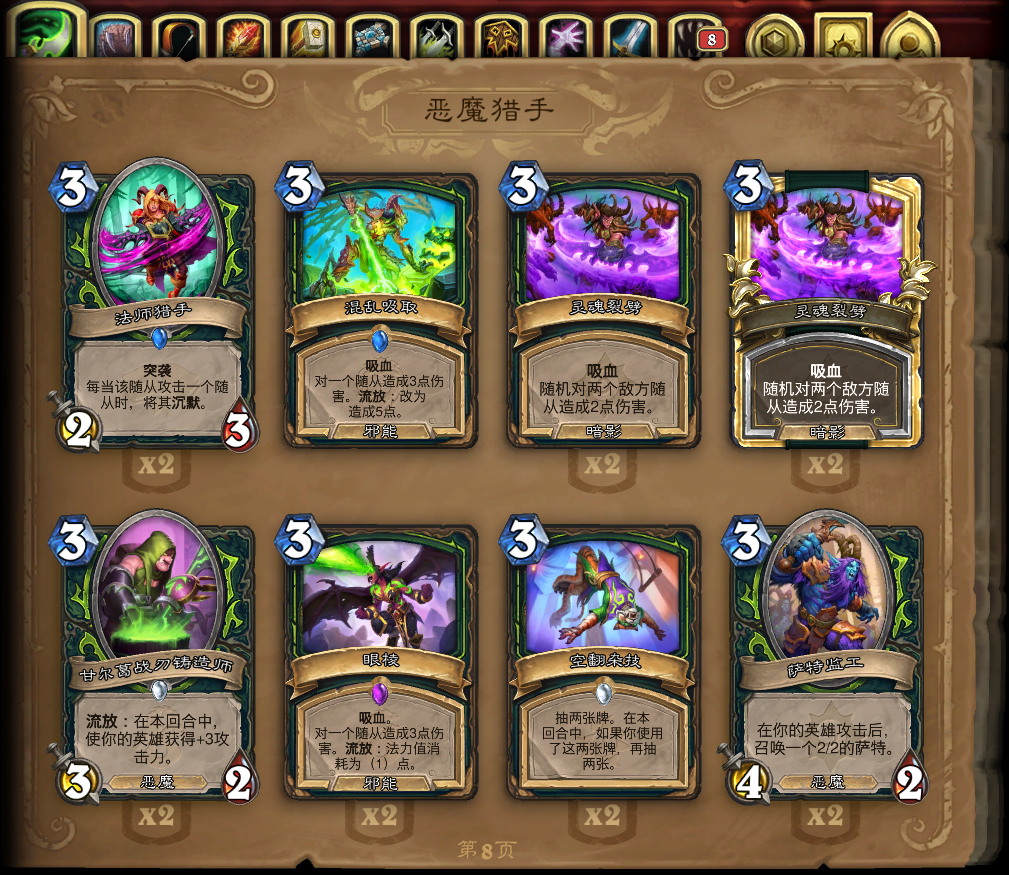 8
恶魔猎手
3
法师猎手
突袭
每当该随从攻击一个随
从时，将其沉默。
2
3
x2
3
混乱吸取
吸血
对一个随从造成3点伤
害。流放：改为
造成5点。
邪能
3
灵魂裂劈
吸血
随机对两个敌方随
从造成2点伤害。
暗影
x2
3
灵魂裂劈
吸血
随机对两个敌方随
从造成2点伤害。
暗影
x2
3
甘尔葛战刃铸造师
流放：在本回合中，
使你的英雄获得+3攻
击力。
恶魔
3
2
x2
3
眼棱
吸血。
对一个随从造成3点伤
害。流放：法力值消
耗为（1）点。
邪能
x2
3
空翻杂技
抽两张牌。在本
回合中，如果你使用
了这两张牌，再抽
两张。
x2
3
萨特监工
在你的英雄攻击后，
召唤一个2/2的萨特。
恶魔
4
2
x2
第8页